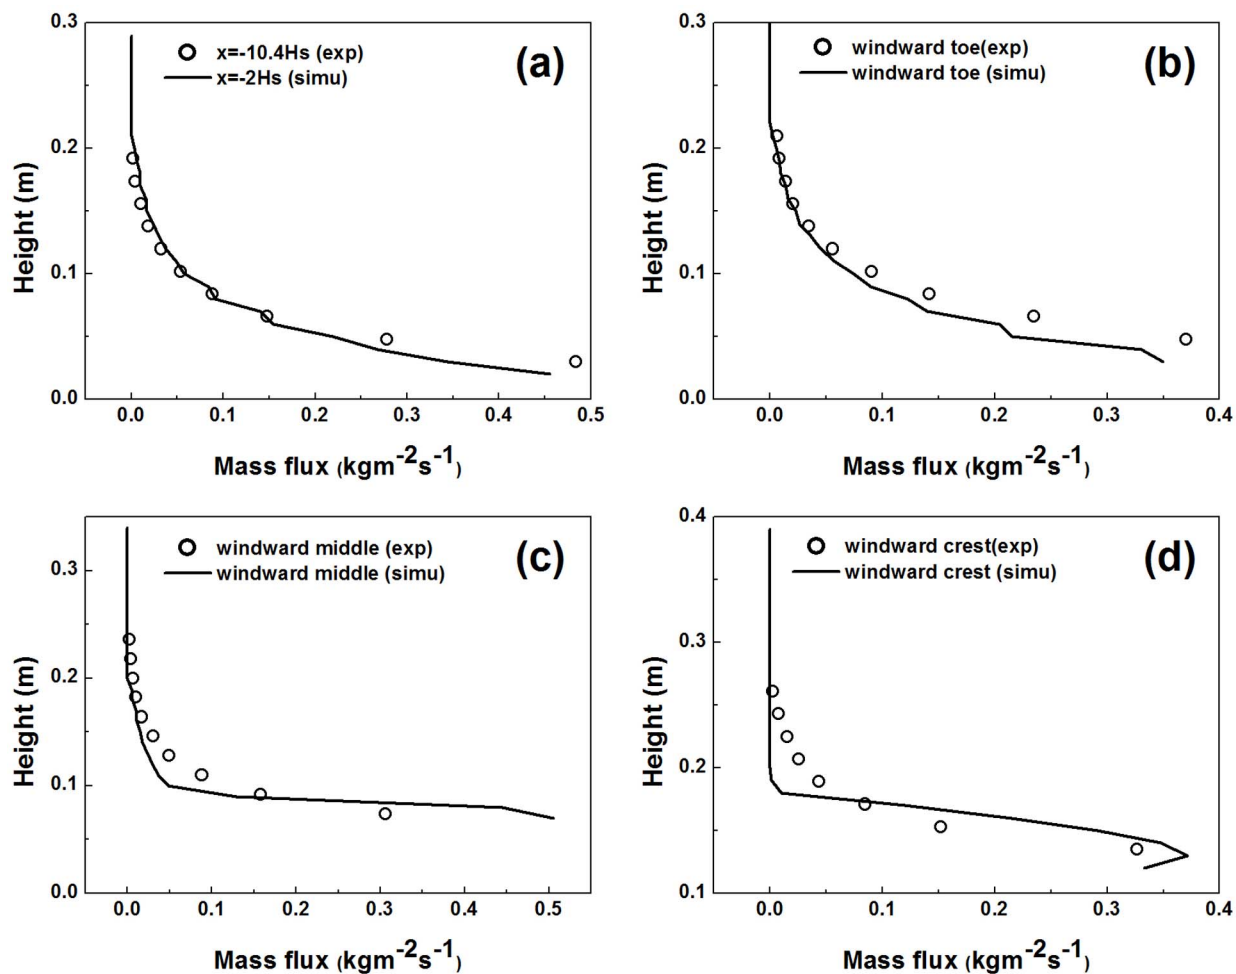 x=-10.4Hs (exp)
x=-2Hs (simu)
(a)
Height (m)
0.3
0.2
0.1
0.0
0.0 0.1 0.2 0.3 0.4 0.5
Mass flux (kgm⁻²s⁻¹)
windward toe(exp)
windward toe (simu)
(b)
Height (m)
0.3
0.2
0.1
0.0
0.0 0.1 0.2 0.3 0.4
Mass flux (kgm⁻²s⁻¹)
windward middle (exp)
windward middle (simu)
(c)
Height (m)
0.3
0.2
0.1
0.0
0.0 0.1 0.2 0.3 0.4 0.5
Mass flux (kgm⁻²s⁻¹)
windward crest(exp)
windward crest (simu)
(d)
Height (m)
0.4
0.3
0.2
0.1
0.0 0.1 0.2 0.3 0.4
Mass flux (kgm⁻²s⁻¹)